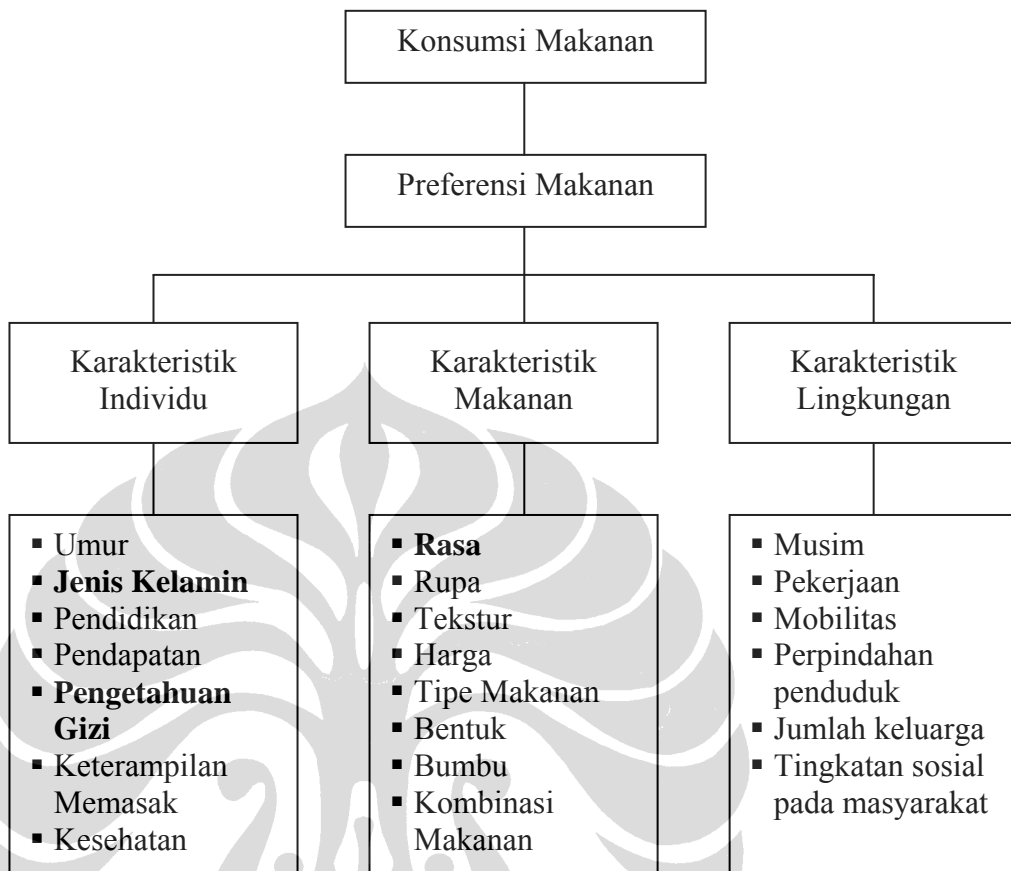 Konsumsi Makanan
Preferensi Makanan
Karakteristik
Individu
Karakteristik
Makanan
Karakteristik
Lingkungan
▪ Umur
▪ Jenis Kelamin
▪ Pendidikan
▪ Pendapatan
▪ Pengetahuan
Gizi
▪ Keterampilan
Memasak
▪ Kesehatan
▪ Rasa
▪ Rupa
▪ Tekstur
▪ Harga
▪ Tipe Makanan
▪ Bentuk
▪ Bumbu
▪ Kombinasi
Makanan
▪ Musim
▪ Pekerjaan
▪ Mobilitas
▪ Perpindahan
penduduk
▪ Jumlah keluarga
▪ Tingkatan sosial
pada masyarakat